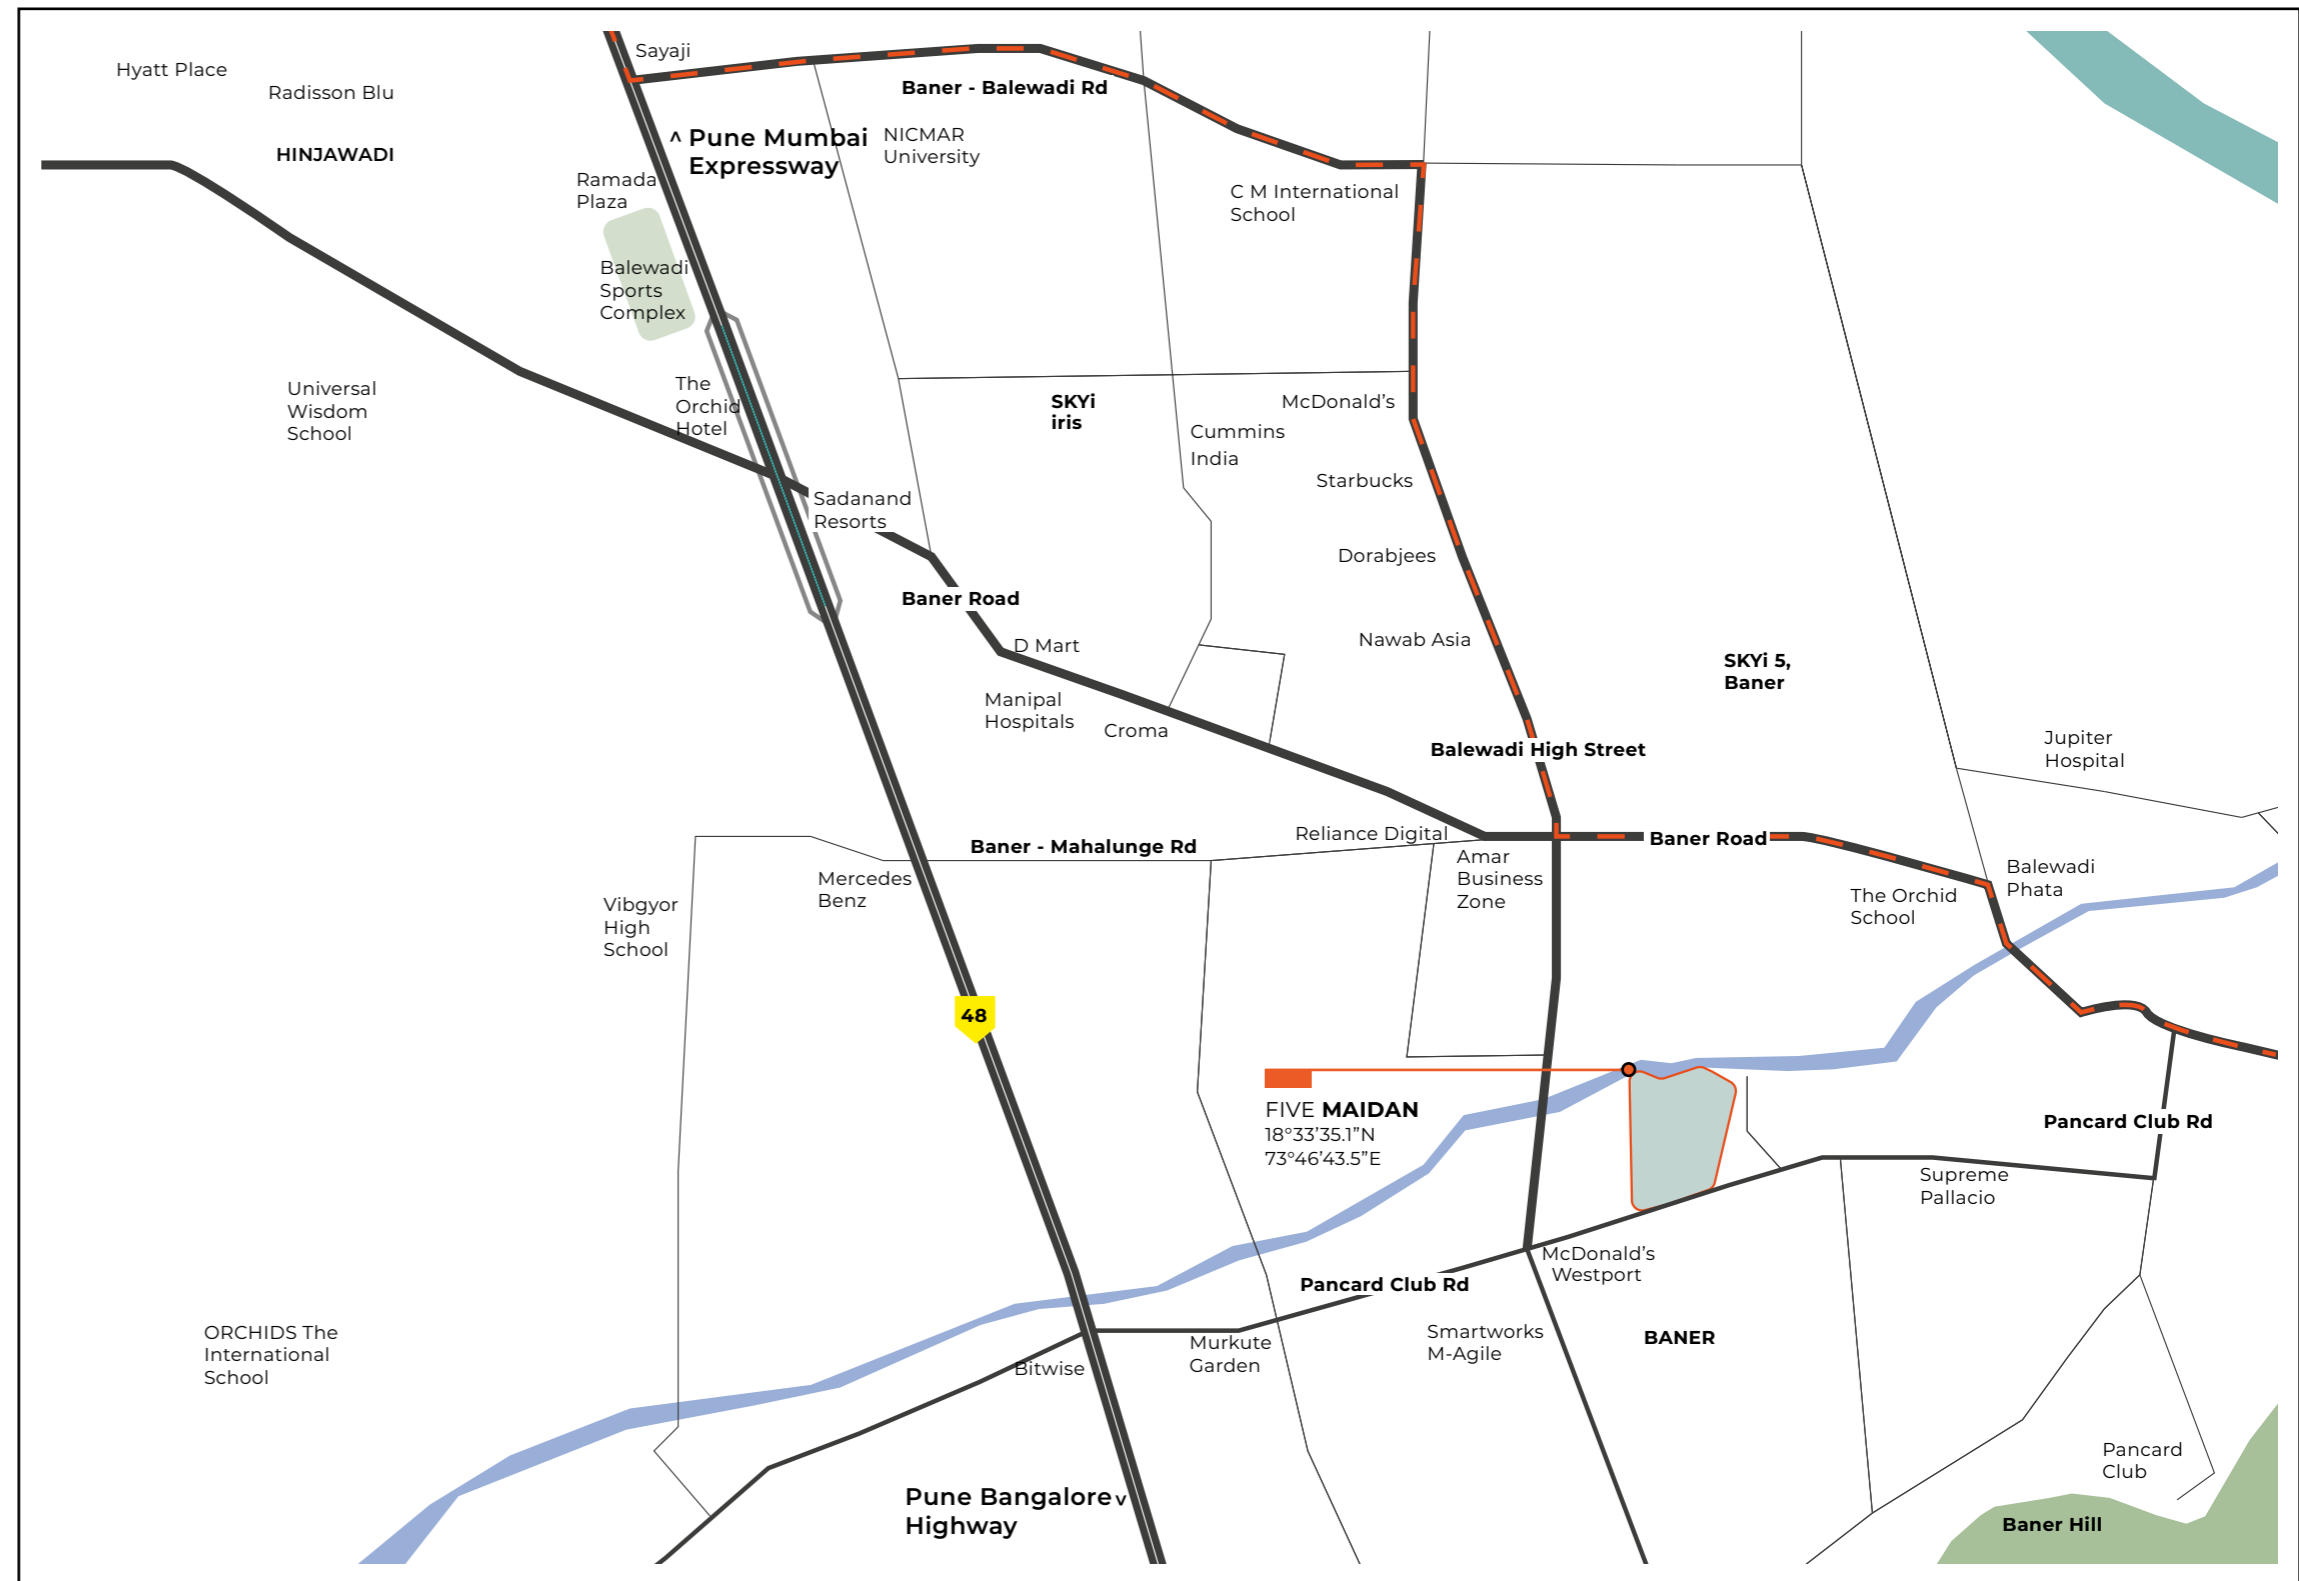 Sayaji
Hyatt Place
Radisson Blu
Baner - Balewadi Rd
^ Pune Mumbai
Expressway
NICMAR
University
HINJAWADI
Ramada
Plaza
C M International
School
Balewadi
Sports
Complex
Universal
Wisdom
School
The
Orchid
Hotel
SKYi
iris
McDonald’s
Cummins
India
Starbucks
Sadanand
Resorts
Dorabjees
Baner Road
D Mart
Nawab Asia
SKYi 5,
Baner
Manipal
Hospitals
Croma
Balewadi High Street
Jupiter
Hospital
Baner - Mahalunge Rd
Reliance Digital
Baner Road
Amar
Business
Zone
Mercedes
Benz
Vibgyor
High
School
The Orchid
School
Balewadi
Phata
48
FIVE MAIDAN
18°33’35.1”N
73°46’43.5”E
Pancard Club Rd
Supreme
Pallacio
McDonald’s
Westport
Pancard Club Rd
ORCHIDS The
International
School
Bitwise
Murkute
Garden
Smartworks
M-Agile
BANER
Pancard
Club
Pune Bangalore v
Highway
Baner Hill